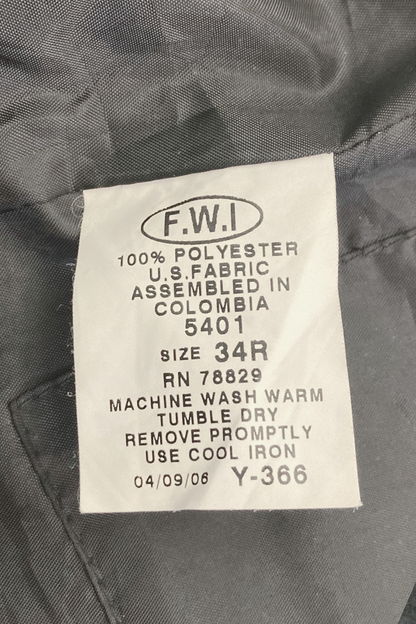 F.W.I
100% POLYESTER
U.S.FABRIC
ASSEMBLED IN
COLOMBIA
5401
SIZE 34R
RN 78829
MACHINE WASH WARM
TUMBLE DRY
REMOVE PROMPTLY
USE COOL IRON
04/09/06 Y-366